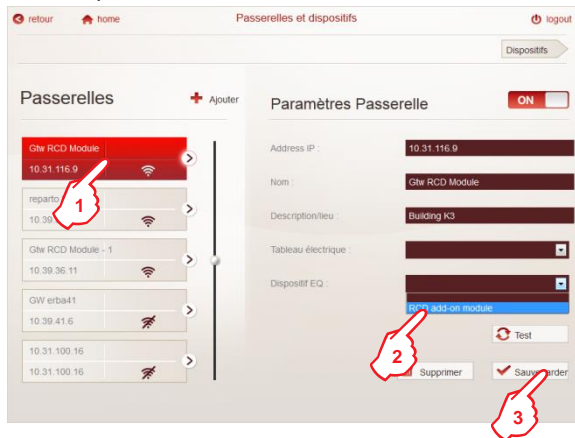 retour home Passerelles et dispositifs logout
Dispositifs
Passerelles Ajouter
Gtw RCD Module
10.31.116.9
reparto
10.39.
Gtw RCD Module - 1
10.39.36.11
GW erba41
10.39.41.6
10.31.100.16
10.31.100.16
Paramètres Passerelle ON
Address IP : 10.31.116.9
Nom : Gtw RCD Module
Description/lieu : Building K3
Tableau électrique :
Dispositif EQ :
RCD add-on module
Test
Supprimer Sauvegarder
1
2
3